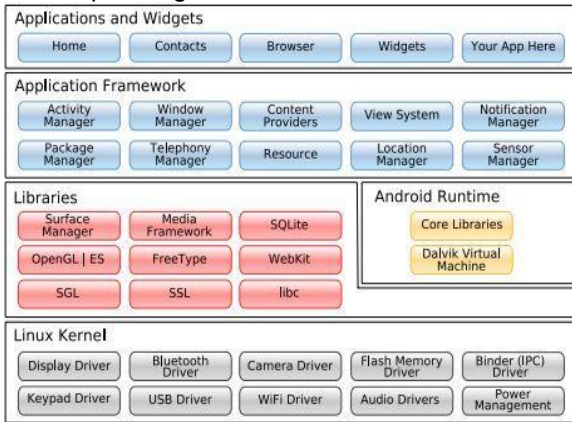 Applications and Widgets
Home
Contacts
Browser
Widgets
Your App Here
Application Framework
Activity
Manager
Window
Manager
Content
Providers
View System
Notification
Manager
Package
Manager
Telephony
Manager
Resource
Location
Manager
Sensor
Manager
Libraries
Surface
Manager
Media
Framework
SQLite
OpenGL | ES
FreeType
WebKit
SGL
SSL
libc
Android Runtime
Core Libraries
Dalvik Virtual
Machine
Linux Kernel
Display Driver
Bluetooth
Driver
Camera Driver
Flash Memory
Driver
Binder (IPC)
Driver
Keypad Driver
USB Driver
WiFi Driver
Audio Drivers
Power
Management